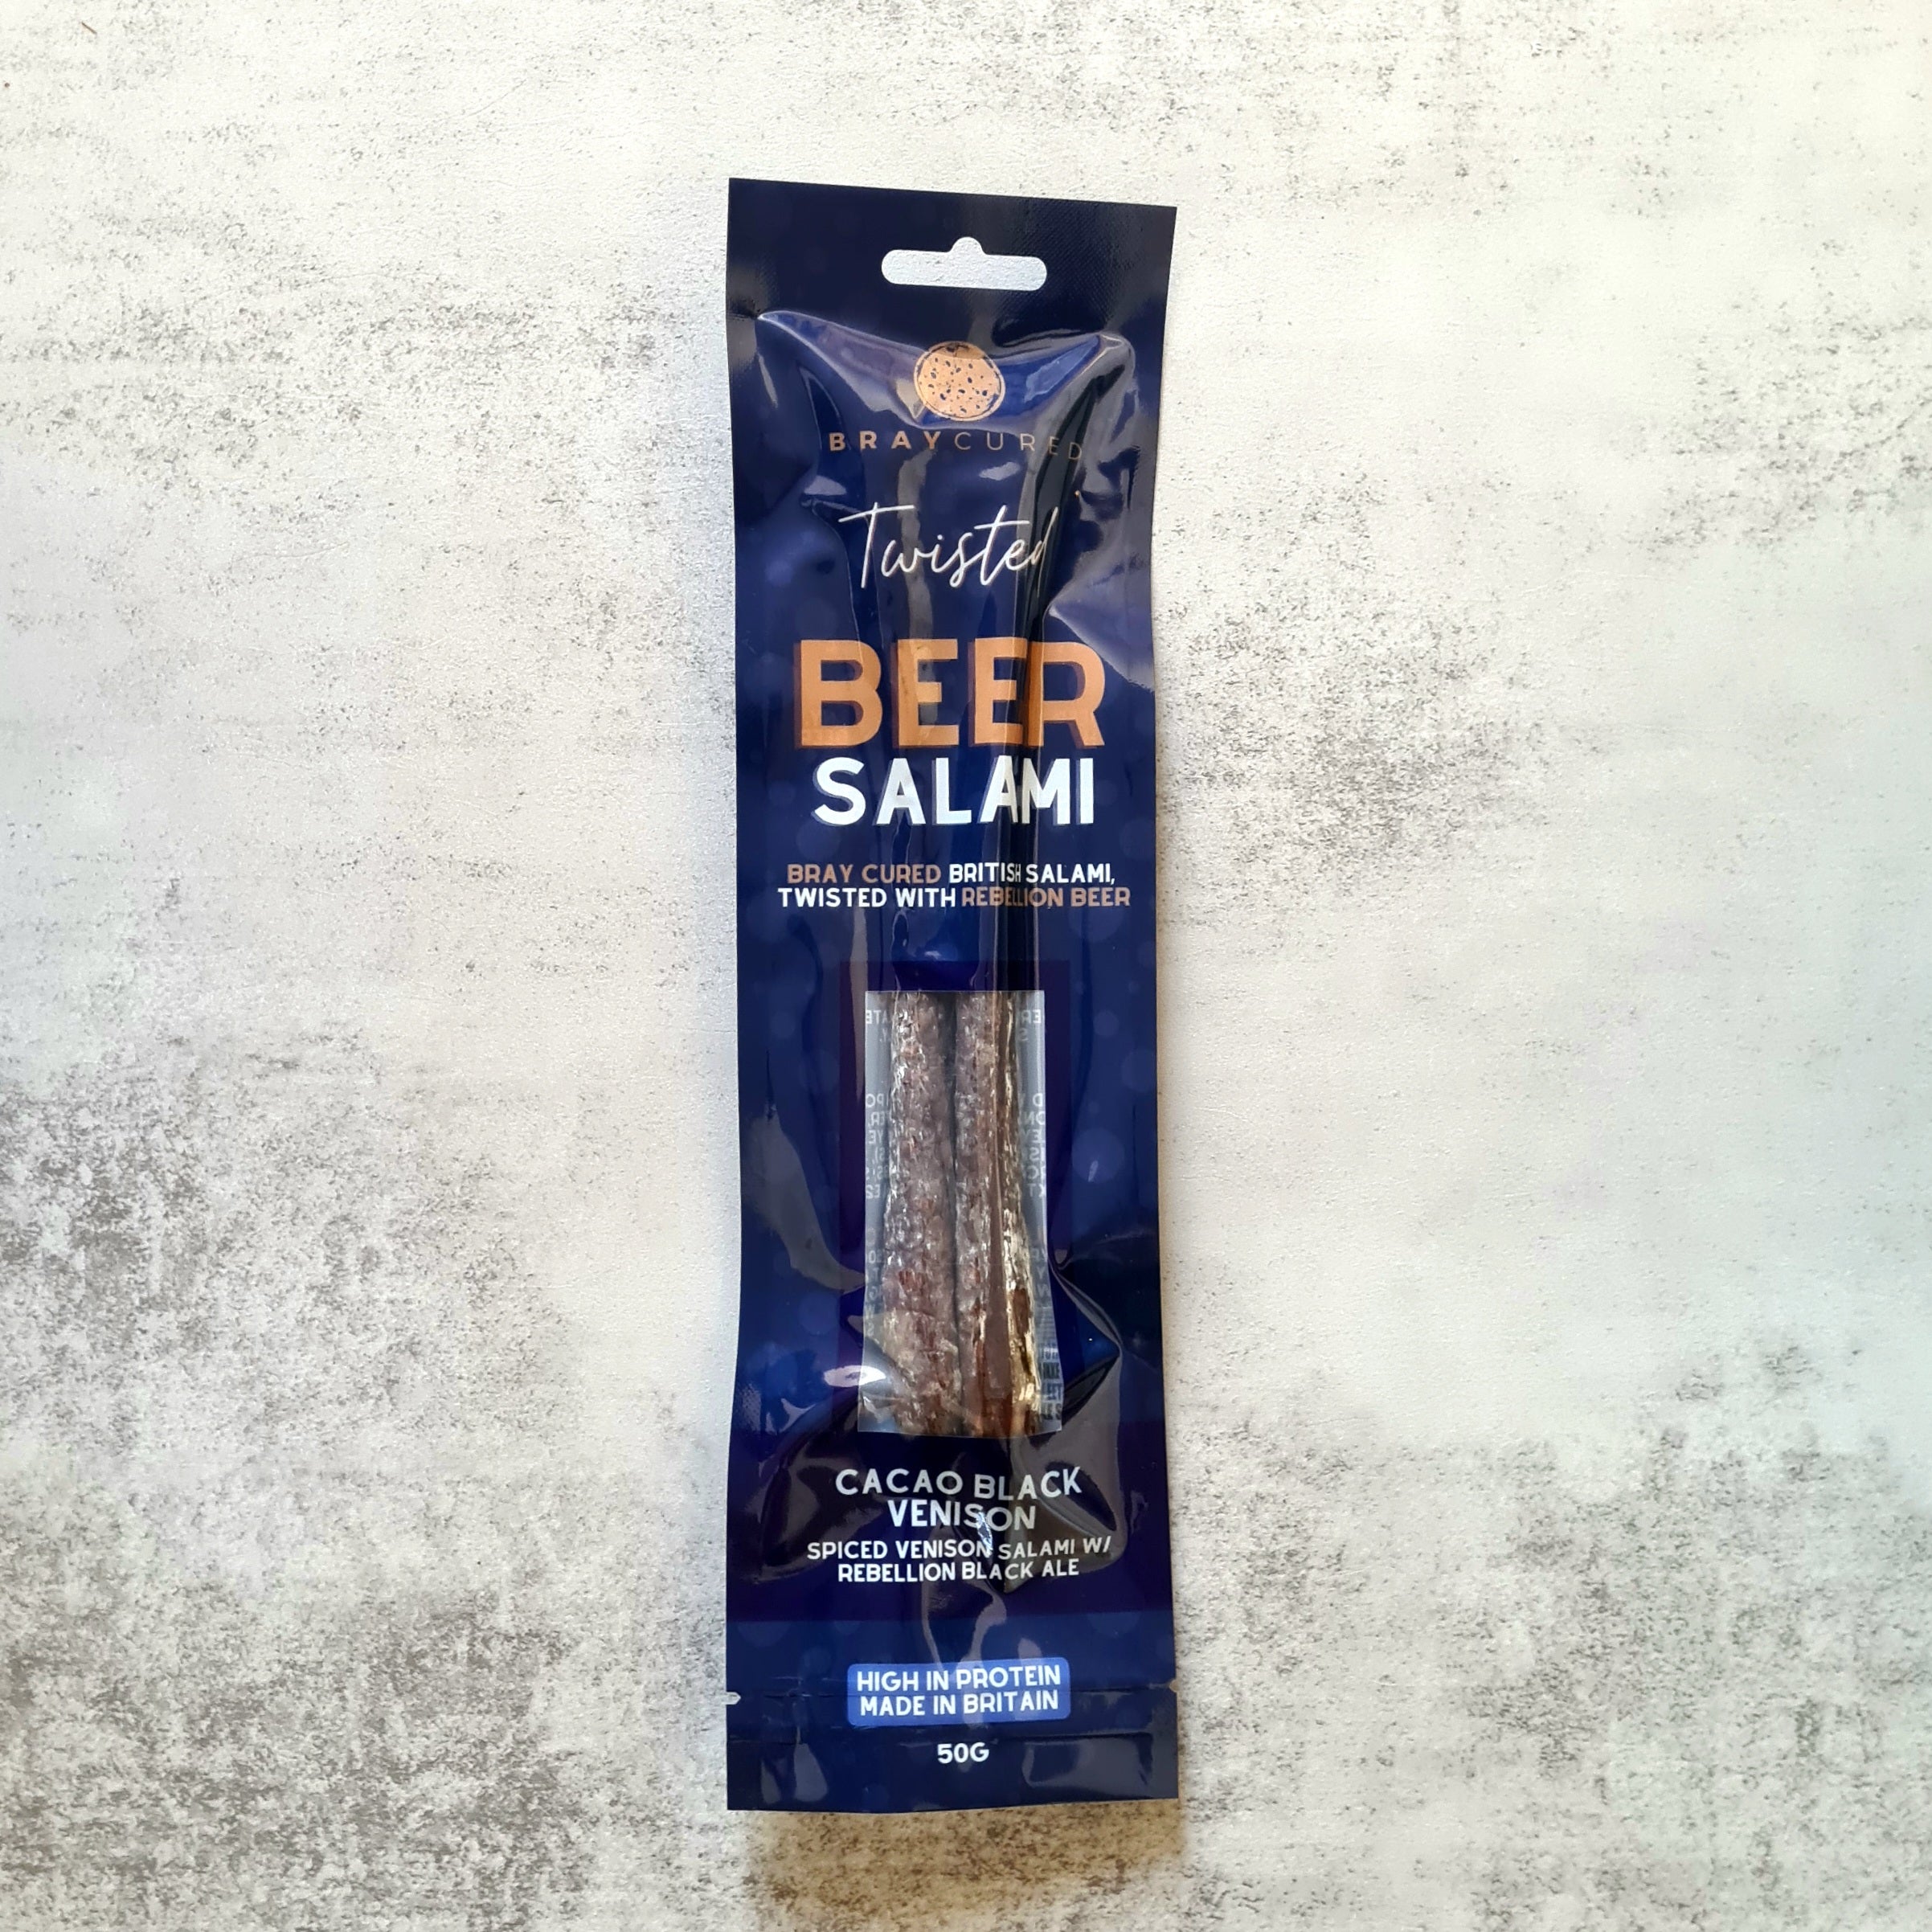 BRAYCURED
Twisted
BEER
SALAMI
BRAY CURED BRITISH SALAMI,
TWISTED WITH REBELLION BEER
CACAO BLACK
VENISON
SPICED VENISON SALAMI W/
REBELLION BLACK ALE
HIGH IN PROTEIN
MADE IN BRITAIN
50G